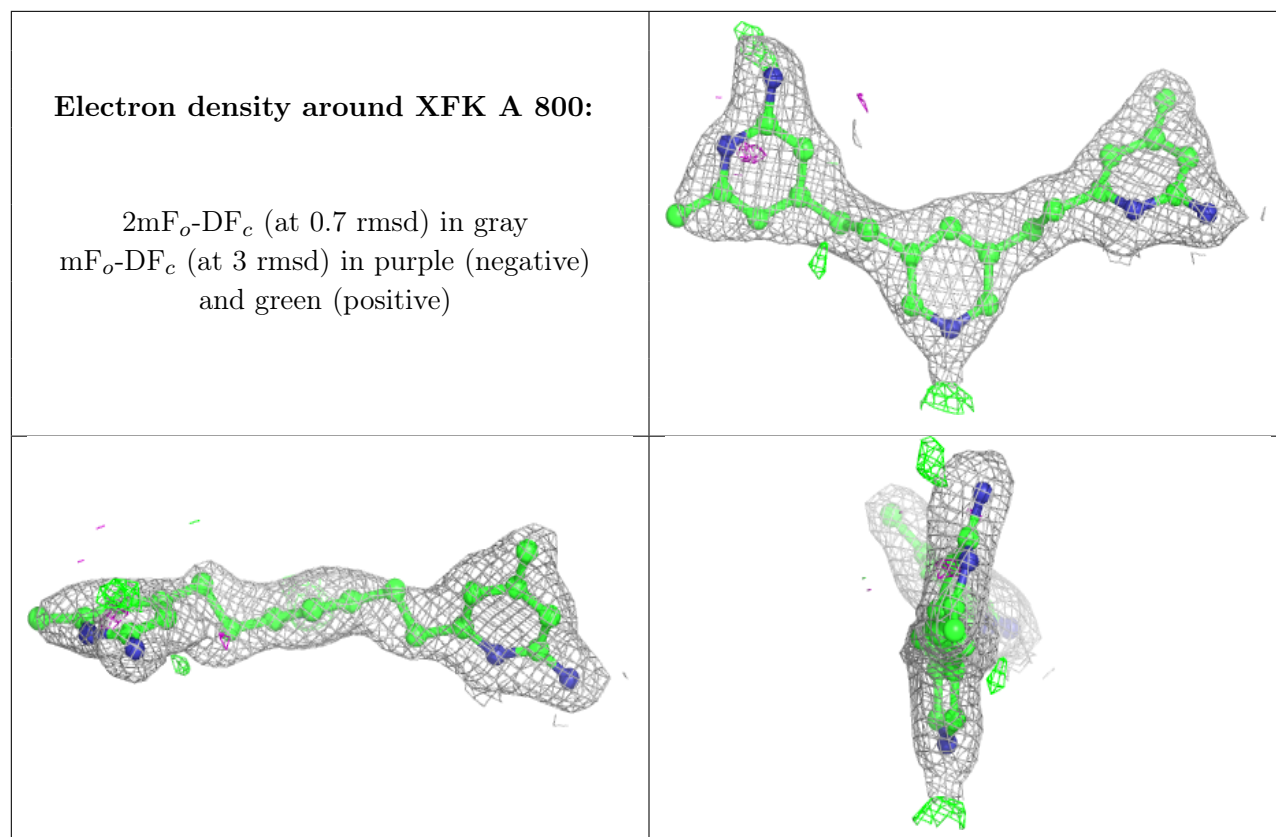 Electron density around XFK A 800:
2mFₒ-DF𝒸 (at 0.7 rmsd) in gray
mFₒ-DF𝒸 (at 3 rmsd) in purple (negative)
and green (positive)